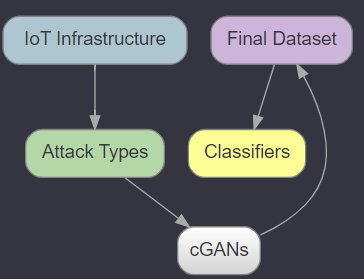 IoT Infrastructure
Final Dataset
Attack Types
Classifiers
cGANs